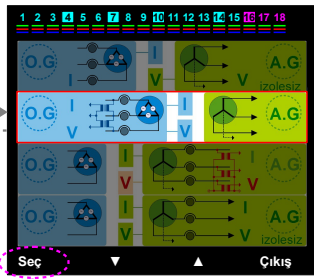 1 2 3 4 5 6 7 8 9 10 11 12 13 14 15 16 17 18
O.G I V A.G
I V izolesiz
O.G I V I V A.G
O.G I V I V A.G
O.G I V I V A.G
izolesiz
Seç ▼ ▲ Çıkış